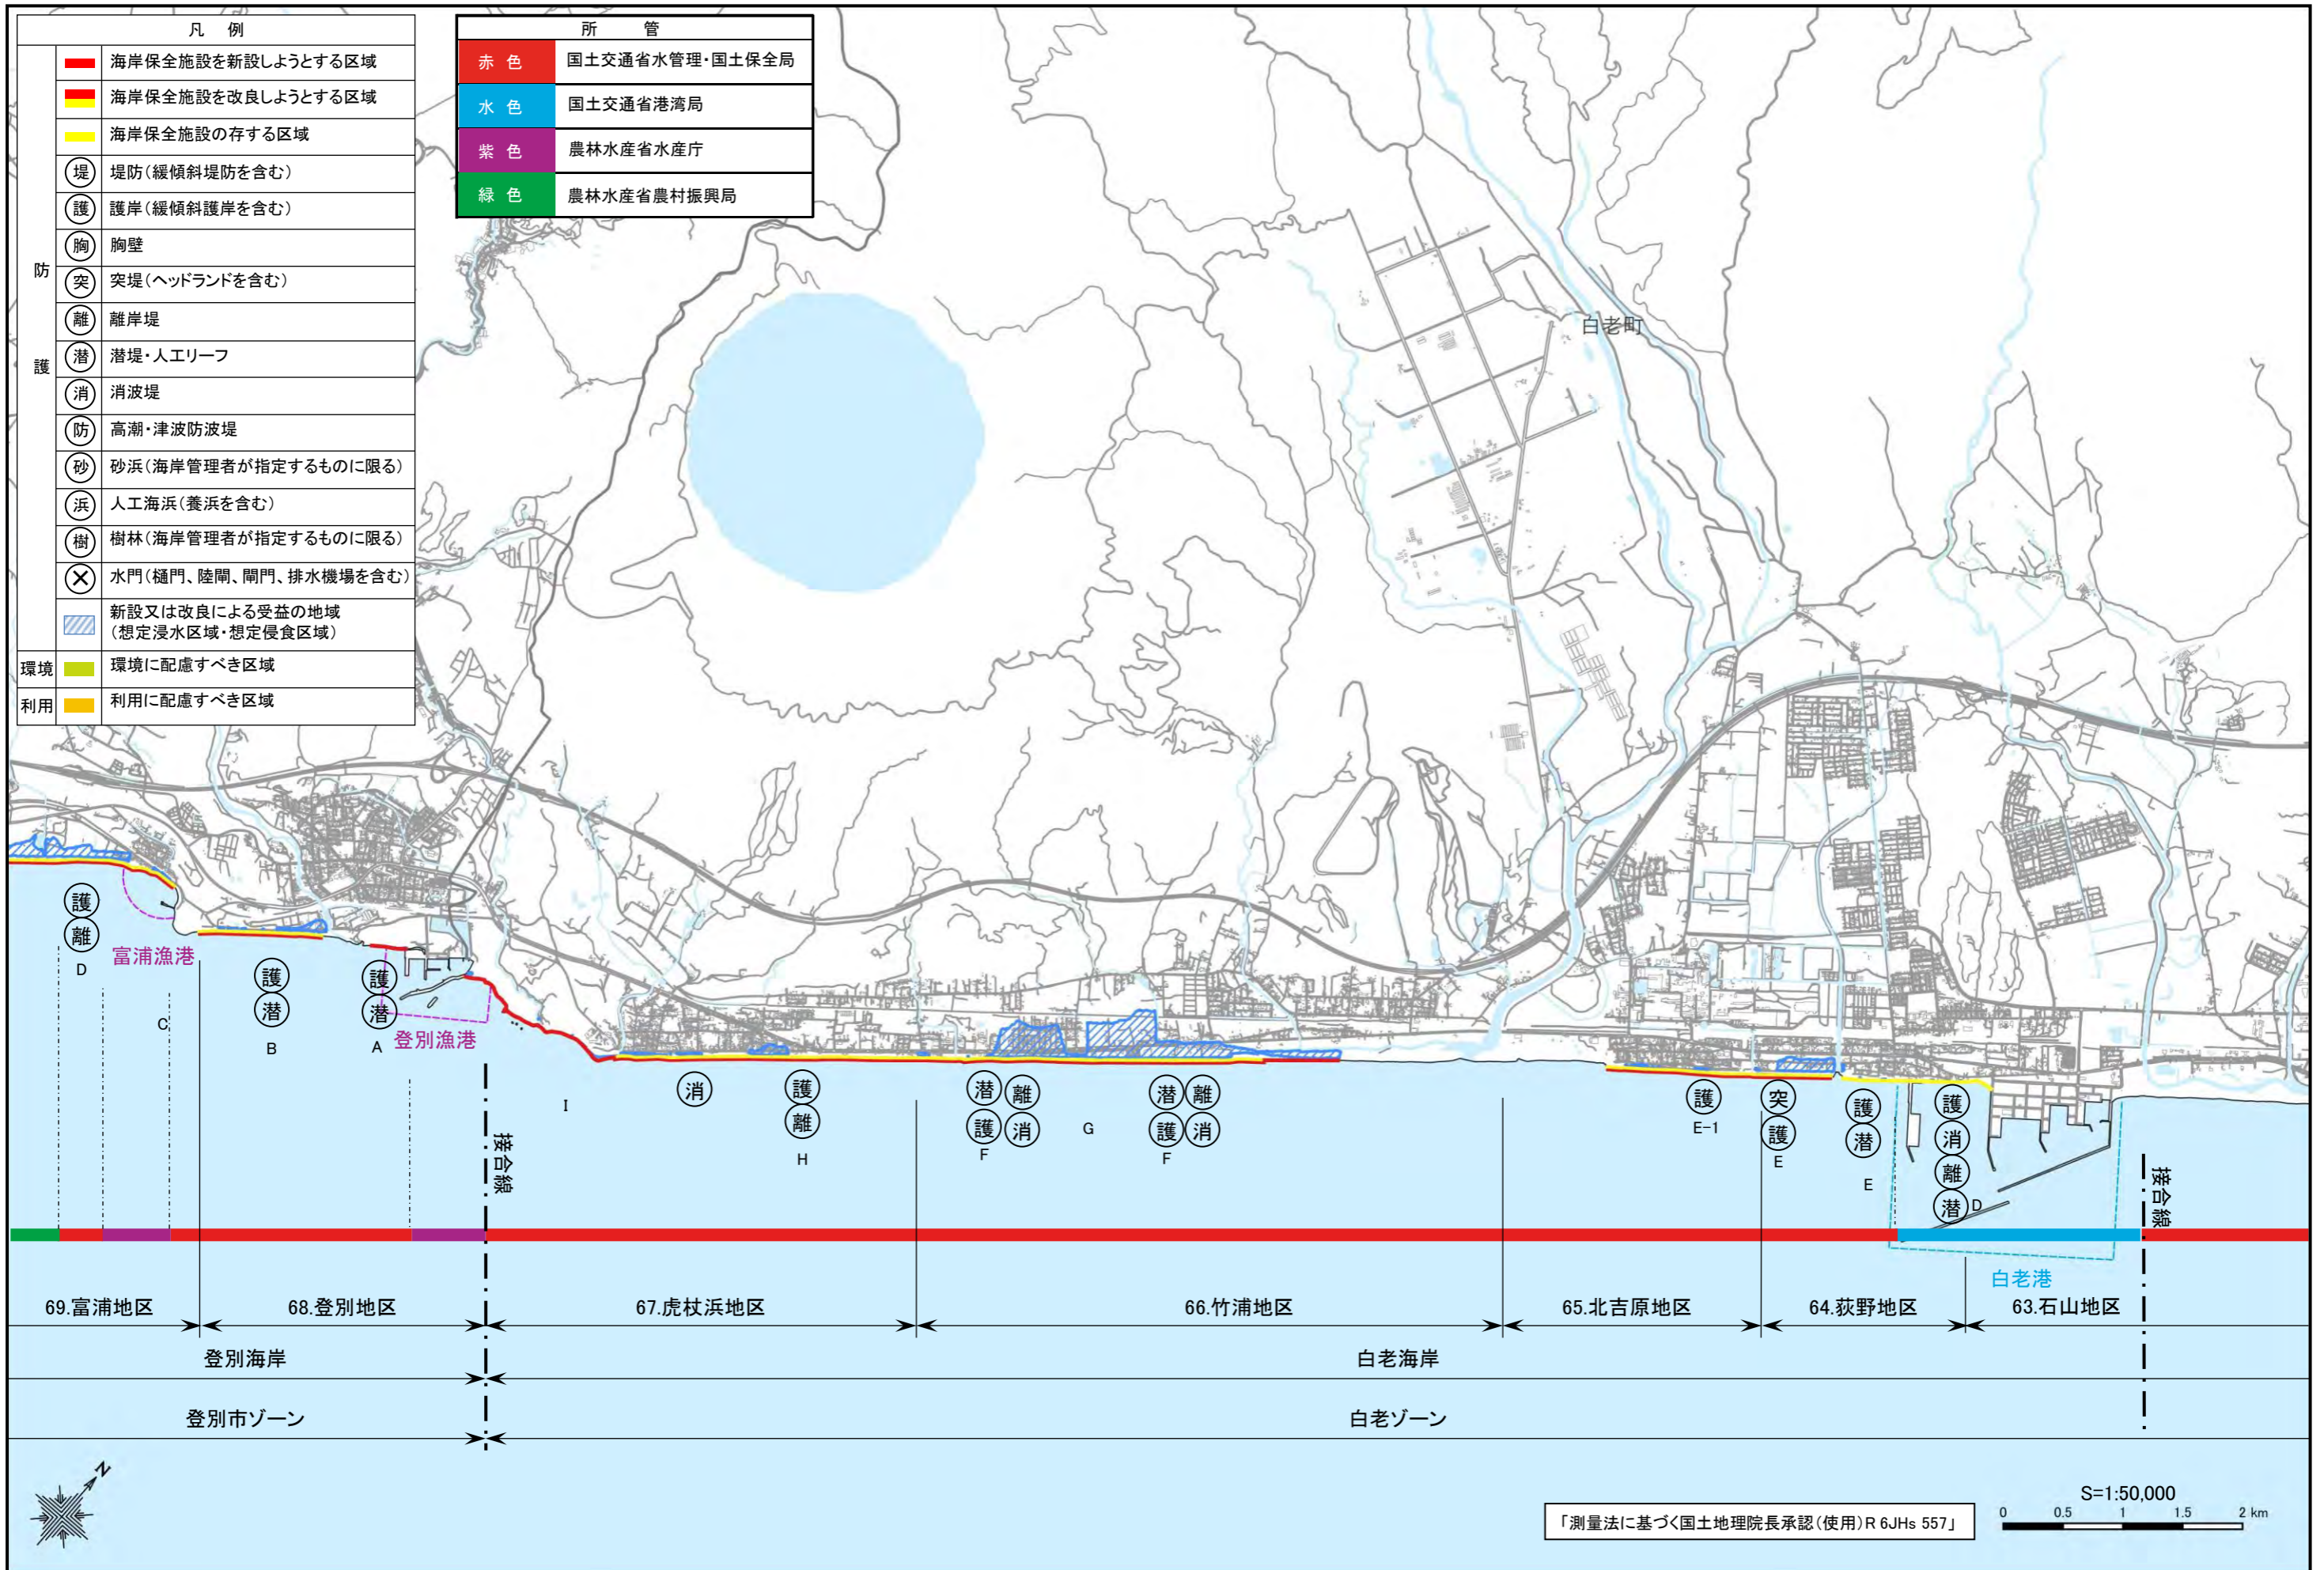 凡 例
防
護
海岸保全施設を新設しようとする区域
海岸保全施設を改良しようとする区域
海岸保全施設の存する区域
堤 堤防(緩傾斜堤防を含む)
護 護岸(緩傾斜護岸を含む)
胸 胸壁
突 突堤(ヘッドランドを含む)
離 離岸堤
潜 潜堤・人工リーフ
消 消波堤
防 高潮・津波防波堤
砂 砂浜(海岸管理者が指定するものに限る)
浜 人工海浜(養浜を含む)
樹 樹林(海岸管理者が指定するものに限る)
水門(樋門、陸閘、閘門、排水機場を含む)
新設又は改良による受益の地域
(想定浸水区域・想定侵食区域)
環境 環境に配慮すべき区域
利用 利用に配慮すべき区域
所 管
赤 色 国土交通省水管理・国土保全局
水 色 国土交通省港湾局
紫 色 農林水産省水産庁
緑 色 農林水産省農村振興局
白老町
護
離
D
富浦漁港
C
護
潜
B
護
潜
A
登別漁港
接合線
I
消
護
離
H
潜 離
護 消
F
G
潜 離
護 消
F
護
E-1
突
護
E
護
潜
E
護
消
離
潜 D
接合線
白老港
69.富浦地区
68.登別地区
67.虎杖浜地区
66.竹浦地区
65.北吉原地区
64.萩野地区
63.石山地区
登別海岸
白老海岸
登別市ゾーン
白老ゾーン
N
「測量法に基づく国土地理院長承認(使用)R 6JHs 557」
S=1:50,000
0 0.5 1 1.5 2 km